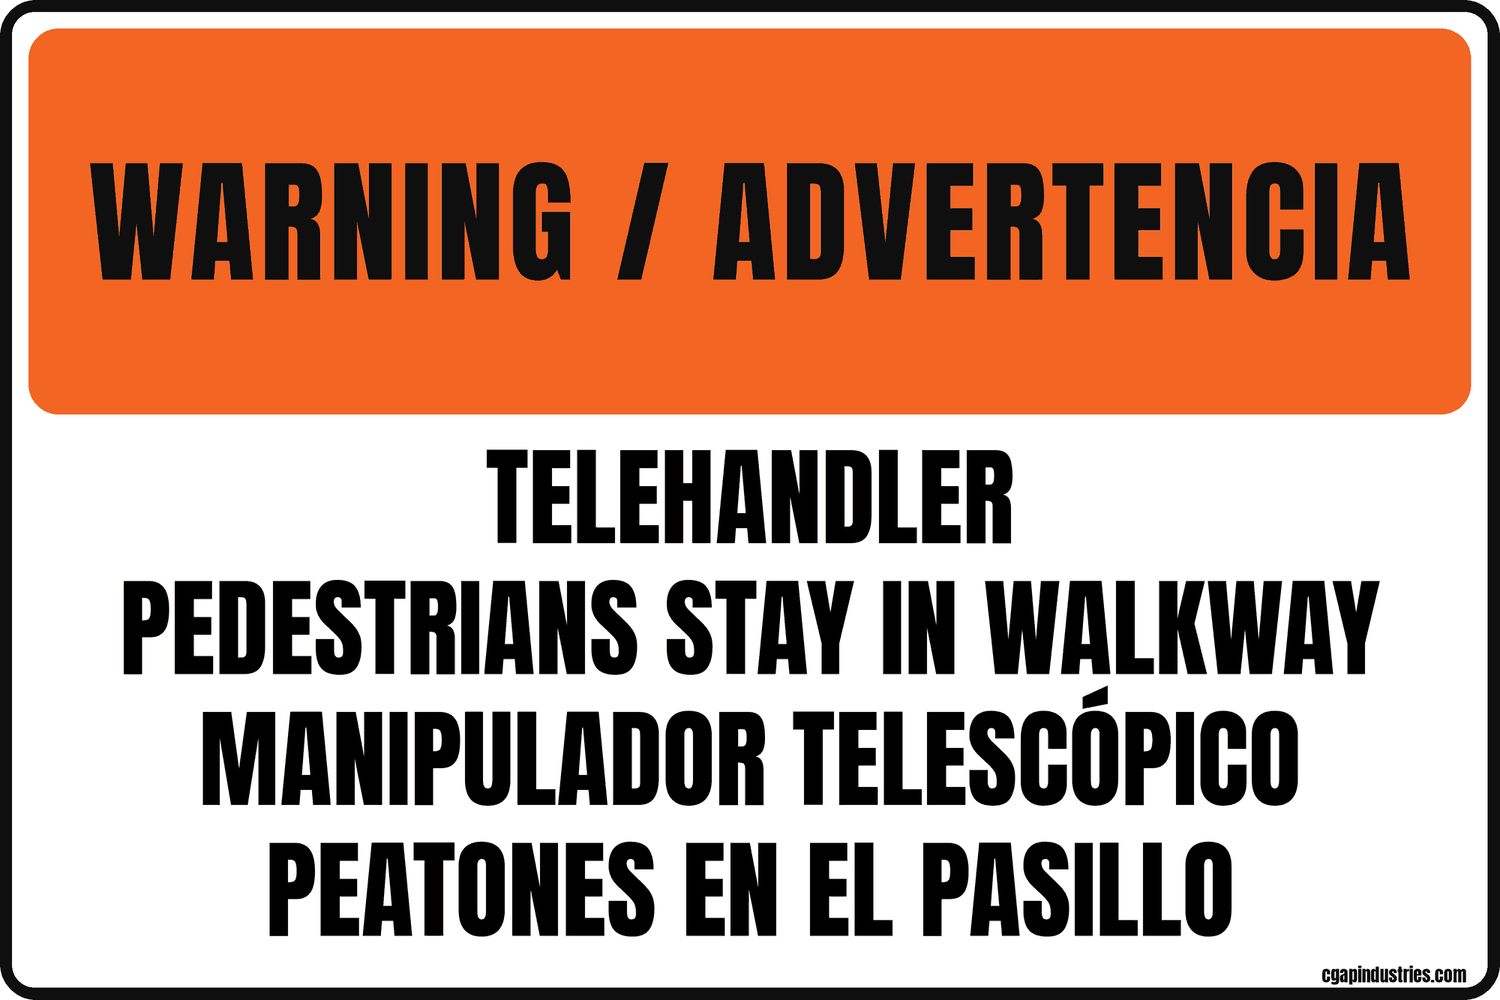 WARNING / ADVERTENCIA
TELEHANDLER
PEDESTRIANS STAY IN WALKWAY
MANIPULADOR TELESCÓPICO
PEATONES EN EL PASILLO
cgapindustries.com